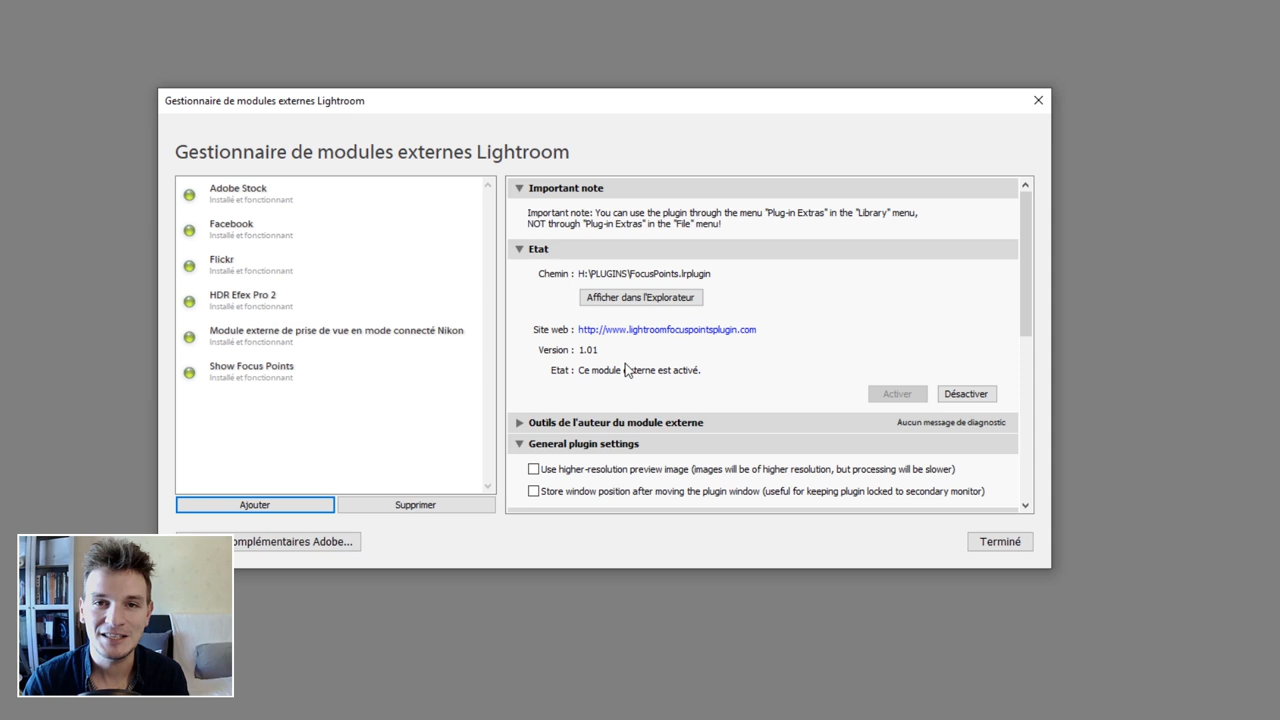 Gestionnaire de modules externes Lightroom
Gestionnaire de modules externes Lightroom
Adobe Stock
Installé et fonctionnant
Facebook
Installé et fonctionnant
Flickr
Installé et fonctionnant
HDR Efex Pro 2
Installé et fonctionnant
Module externe de prise de vue en mode connecté Nikon
Installé et fonctionnant
Show Focus Points
Installé et fonctionnant
Ajouter
Supprimer
omplémentaires Adobe...
Important note
Important note: You can use the plugin through the menu "Plug-in Extras" in the "Library" menu,
NOT through "Plug-in Extras" in the "File" menu!
Etat
Chemin : H:\PLUGINS\FocusPoints.lrplugin
Afficher dans l'Explorateur
Site web : http://www.lightroomfocuspointsplugin.com
Version : 1.01
Etat : Ce module externe est activé.
Activer
Désactiver
Outils de l'auteur du module externe
Aucun message de diagnostic
General plugin settings
Use higher-resolution preview image (images will be of higher resolution, but processing will be slower)
Store window position after moving the plugin window (useful for keeping plugin locked to secondary monitor)
Terminé